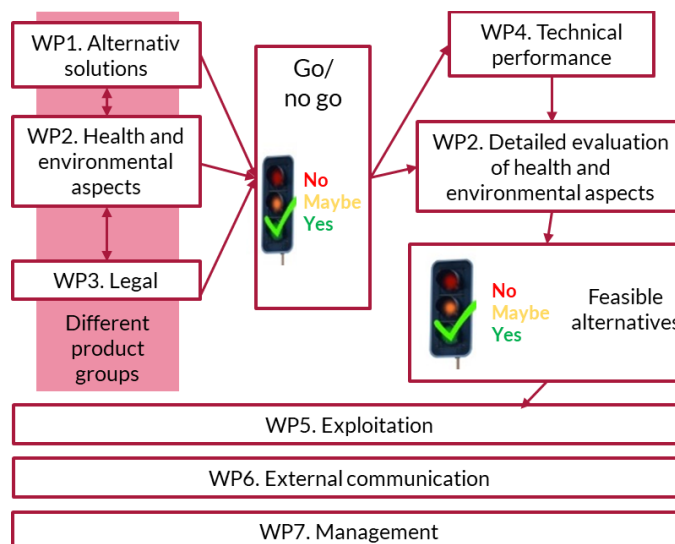 WP1. Alternativ
solutions
WP2. Health and
environmental
aspects
WP3. Legal
Different
product
groups
Go/
no go
No
Maybe
Yes
WP4. Technical
performance
WP2. Detailed evaluation
of health and
environmental aspects
No
Maybe
Yes
Feasible
alternatives
WP5. Exploitation
WP6. External communication
WP7. Management